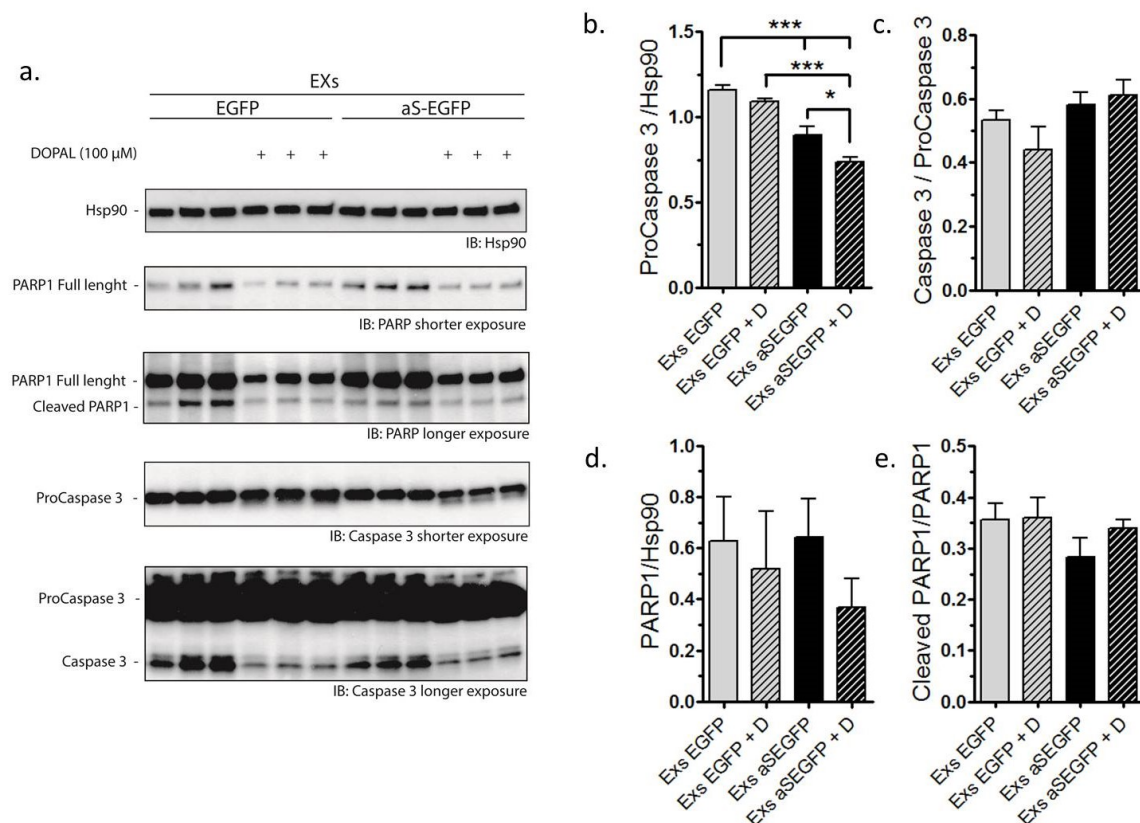 a.
EXs
EGFP aS-EGFP
DOPAL (100 µM) + + + + + +
Hsp90 -
IB: Hsp90
PARP1 Full lenght -
IB: PARP shorter exposure
PARP1 Full lenght -
Cleaved PARP1 -
IB: PARP longer exposure
ProCaspase 3 -
IB: Caspase 3 shorter exposure
ProCaspase 3 -
Caspase 3 -
IB: Caspase 3 longer exposure
b.
ProCaspase 3 /Hsp90
1.5
1.0
0.5
0.0
***
***
*
Exs EGFP
Exs EGFP + D
Exs aSEGFP
Exs aSEGFP + D
c.
Caspase 3 / ProCaspase 3
0.8
0.6
0.4
0.2
0.0
Exs EGFP
Exs EGFP + D
Exs aSEGFP
Exs aSEGFP + D
d.
PARP1/Hsp90
1.0
0.8
0.6
0.4
0.2
0.0
Exs EGFP
Exs EGFP + D
Exs aSEGFP
Exs aSEGFP + D
e.
Cleaved PARP1/PARP1
0.5
0.4
0.3
0.2
0.1
0.0
Exs EGFP
Exs EGFP + D
Exs aSEGFP
Exs aSEGFP + D